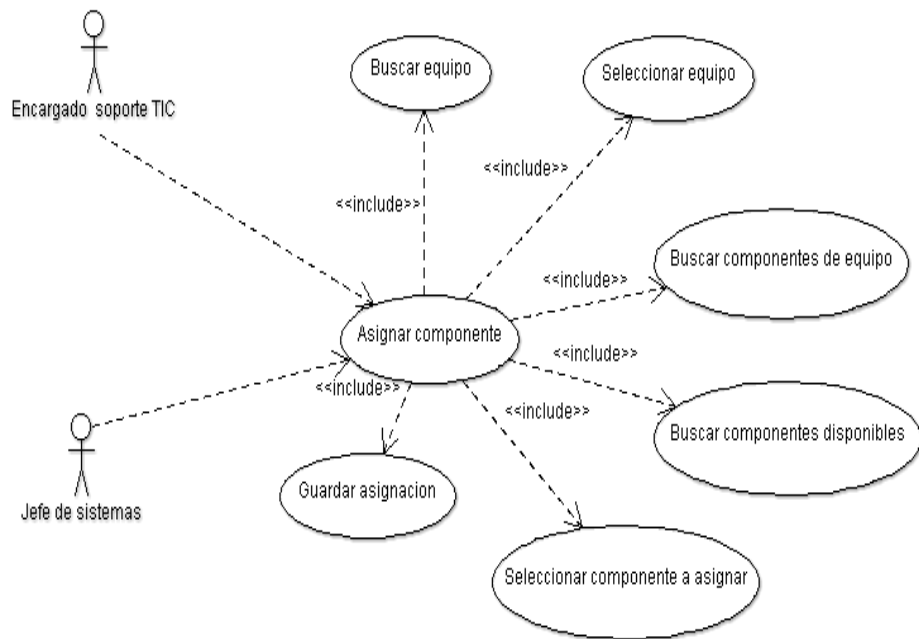 Buscar equipo
Seleccionar equipo
Encargado soporte TIC
<<include>>
<<include>>
Buscar componentes de equipo
<<include>>
Asignar componente
<<include>>
<<include>>
<<include>>
Buscar componentes disponibles
Guardar asignacion
Jefe de sistemas
Seleccionar componente a asignar